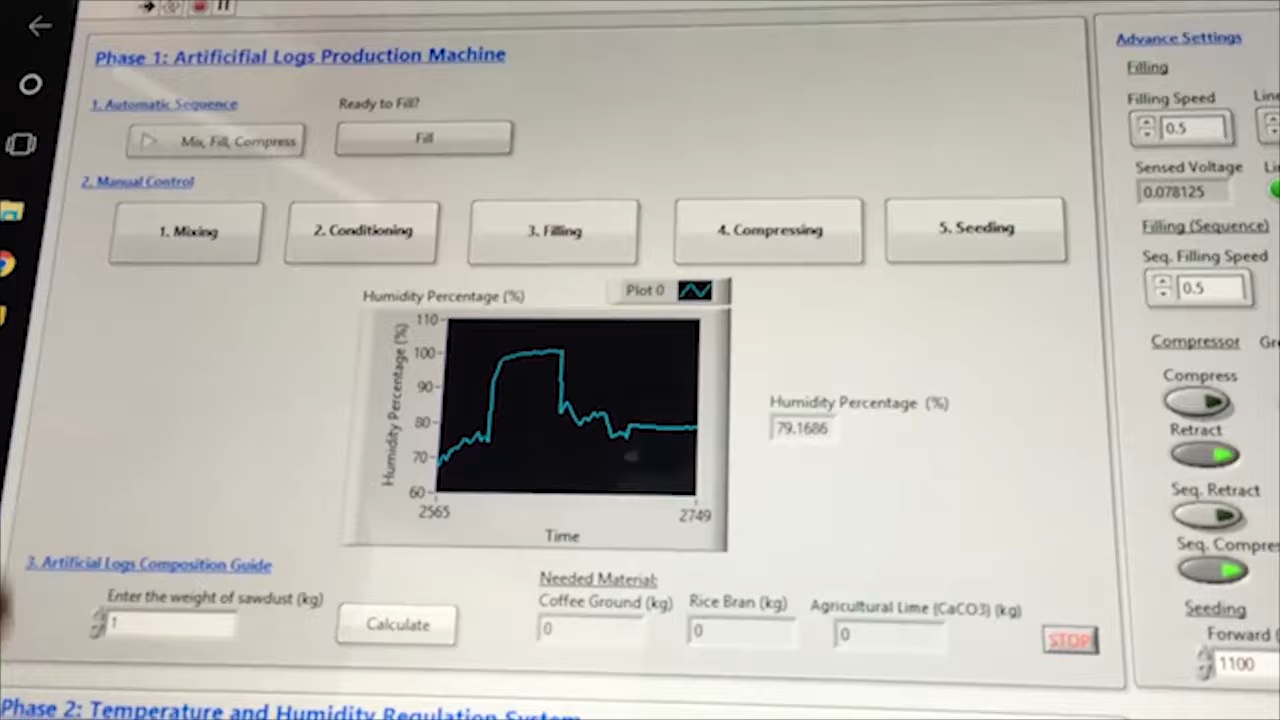 Phase 1: Artificifial Logs Production Machine
1. Automatic Sequence
Ready to Fill?
Mix, Fill, Compress
Fill
2. Manual Control
1. Mixing
2. Conditioning
3. Filling
4. Compressing
5. Seeding
Humidity Percentage (%)
Plot 0
Humidity Percentage (%)
110
100
90
80
70
60
2565
2749
Time
Humidity Percentage (%)
79.1686
3. Artificial Logs Composition Guide
Enter the weight of sawdust (kg)
1
Calculate
Needed Material:
Coffee Ground (kg)
0
Rice Bran (kg)
0
Agricultural Lime (CaCO3) (kg)
0
STOP
Advance Settings
Filling
Filling Speed
0.5
Sensed Voltage
0.078125
Filling (Sequence)
Seq. Filling Speed
0.5
Compressor
Compress
Retract
Seq. Retract
Seq. Compres
Seeding
Forward
1100
Phase 2: Temperature and Humidity Regulation System